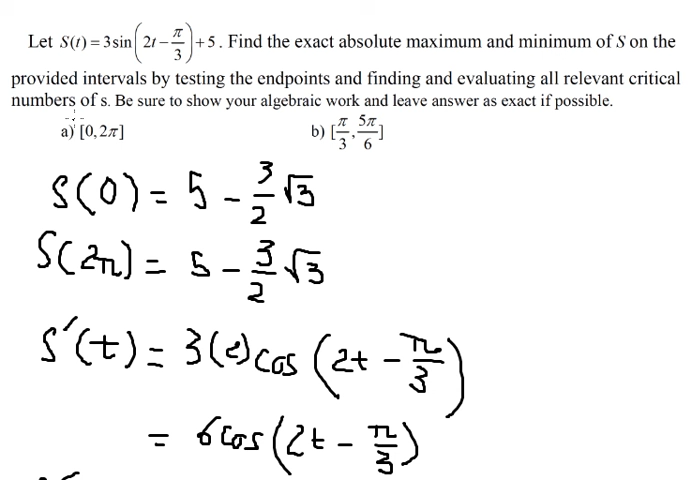 Let S(t) = 3sin(2t − π/3) + 5. Find the exact absolute maximum and minimum of S on the
provided intervals by testing the endpoints and finding and evaluating all relevant critical
numbers of s. Be sure to show your algebraic work and leave answer as exact if possible.
a) [0, 2π] b) [π/3, 5π/6]
S(0) = 5 − 3/2 √3
S(2π) = 5 − 3/2 √3
S′(t) = 3(2)cos(2t − π/3)
= 6cos(2t − π/3)